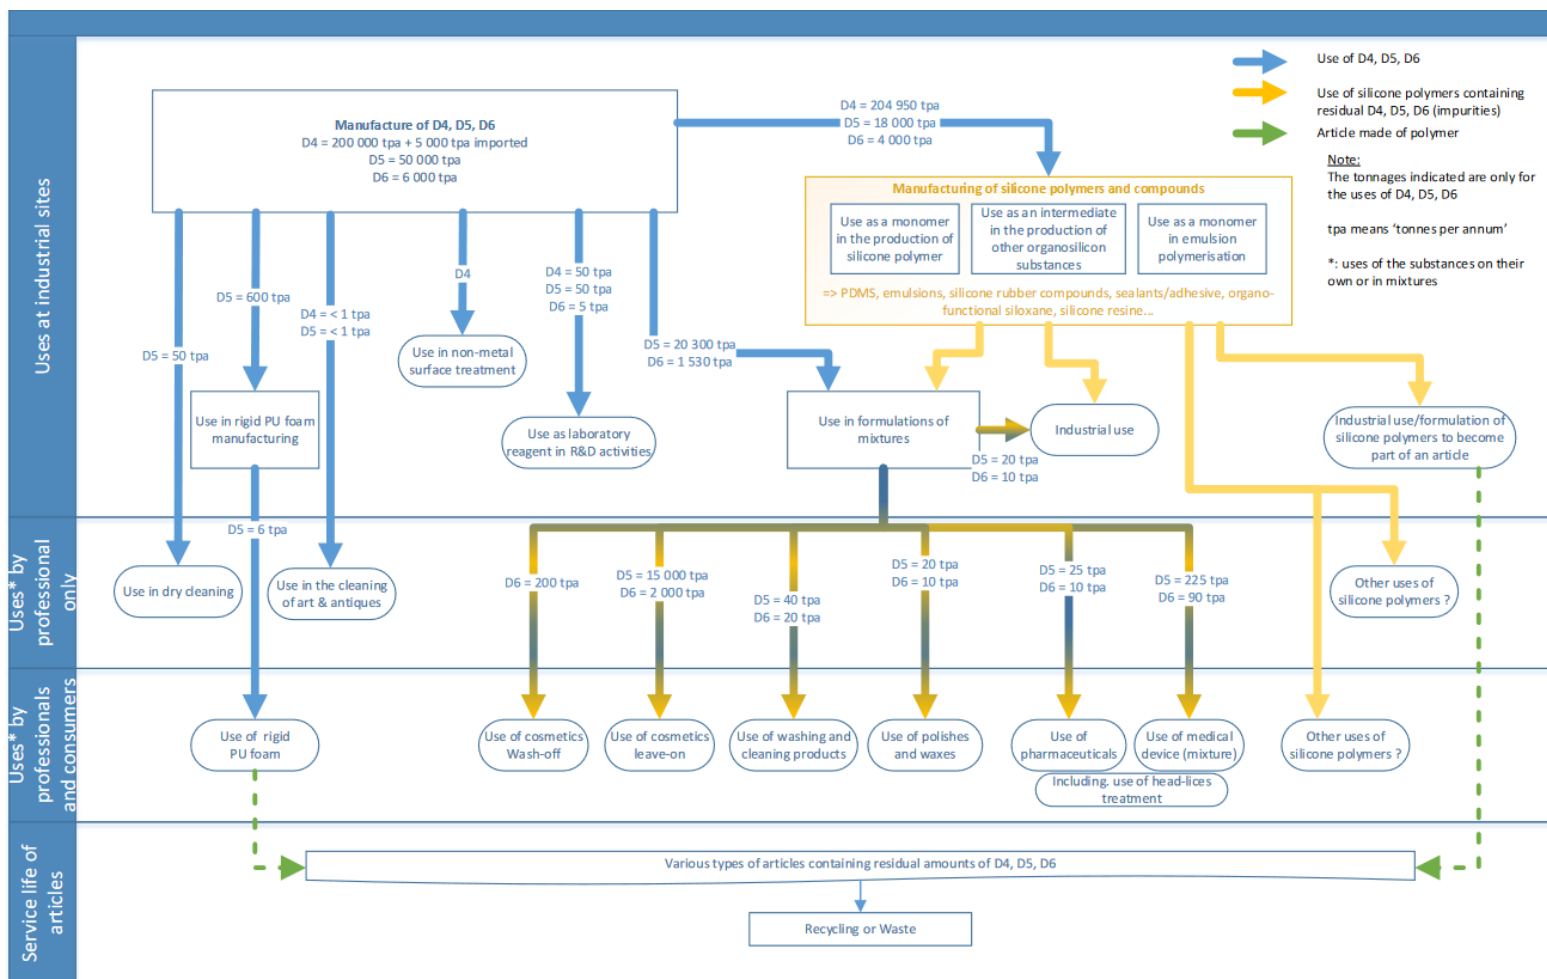 Uses at industrial sites
Uses* by
professional
only
Uses* by
professionals
and consumers
Service life of
articles
Use of D4, D5, D6
Use of silicone polymers containing
residual D4, D5, D6 (impurities)
Article made of polymer
Note:
The tonnages indicated are only for
the uses of D4, D5, D6
tpa means ‘tonnes per annum’
*: uses of the substances on their
own or in mixtures
Manufacture of D4, D5, D6
D4 = 200 000 tpa + 5 000 tpa imported
D5 = 50 000 tpa
D6 = 6 000 tpa
D4 = 204 950 tpa
D5 = 18 000 tpa
D6 = 4 000 tpa
Manufacturing of silicone polymers and compounds
Use as a monomer
in the production of
silicone polymer
Use as an intermediate
in the production of
other organosilicon
substances
Use as a monomer
in emulsion
polymerisation
=> PDMS, emulsions, silicone rubber compounds, sealants/adhesive, organo-
functional siloxane, silicone resine...
D5 = 50 tpa
D5 = 600 tpa
D4 = < 1 tpa
D5 = < 1 tpa
D4
D4 = 50 tpa
D5 = 50 tpa
D6 = 5 tpa
D5 = 20 300 tpa
D6 = 1 530 tpa
Use in non-metal
surface treatment
Use in rigid PU foam
manufacturing
Use as laboratory
reagent in R&D activities
Use in formulations of
mixtures
D5 = 20 tpa
D6 = 10 tpa
Industrial use
Industrial use/formulation of
silicone polymers to become
part of an article
D5 = 6 tpa
Use in dry cleaning
Use in the cleaning
of art & antiques
D6 = 200 tpa
D5 = 15 000 tpa
D6 = 2 000 tpa
D5 = 40 tpa
D6 = 20 tpa
D5 = 20 tpa
D6 = 10 tpa
D5 = 25 tpa
D6 = 10 tpa
D5 = 225 tpa
D6 = 90 tpa
Other uses of
silicone polymers ?
Use of rigid
PU foam
Use of cosmetics
Wash-off
Use of cosmetics
leave-on
Use of washing and
cleaning products
Use of polishes
and waxes
Use of
pharmaceuticals
Use of medical
device (mixture)
Including. use of head-lices
treatment
Other uses of
silicone polymers ?
Various types of articles containing residual amounts of D4, D5, D6
Recycling or Waste